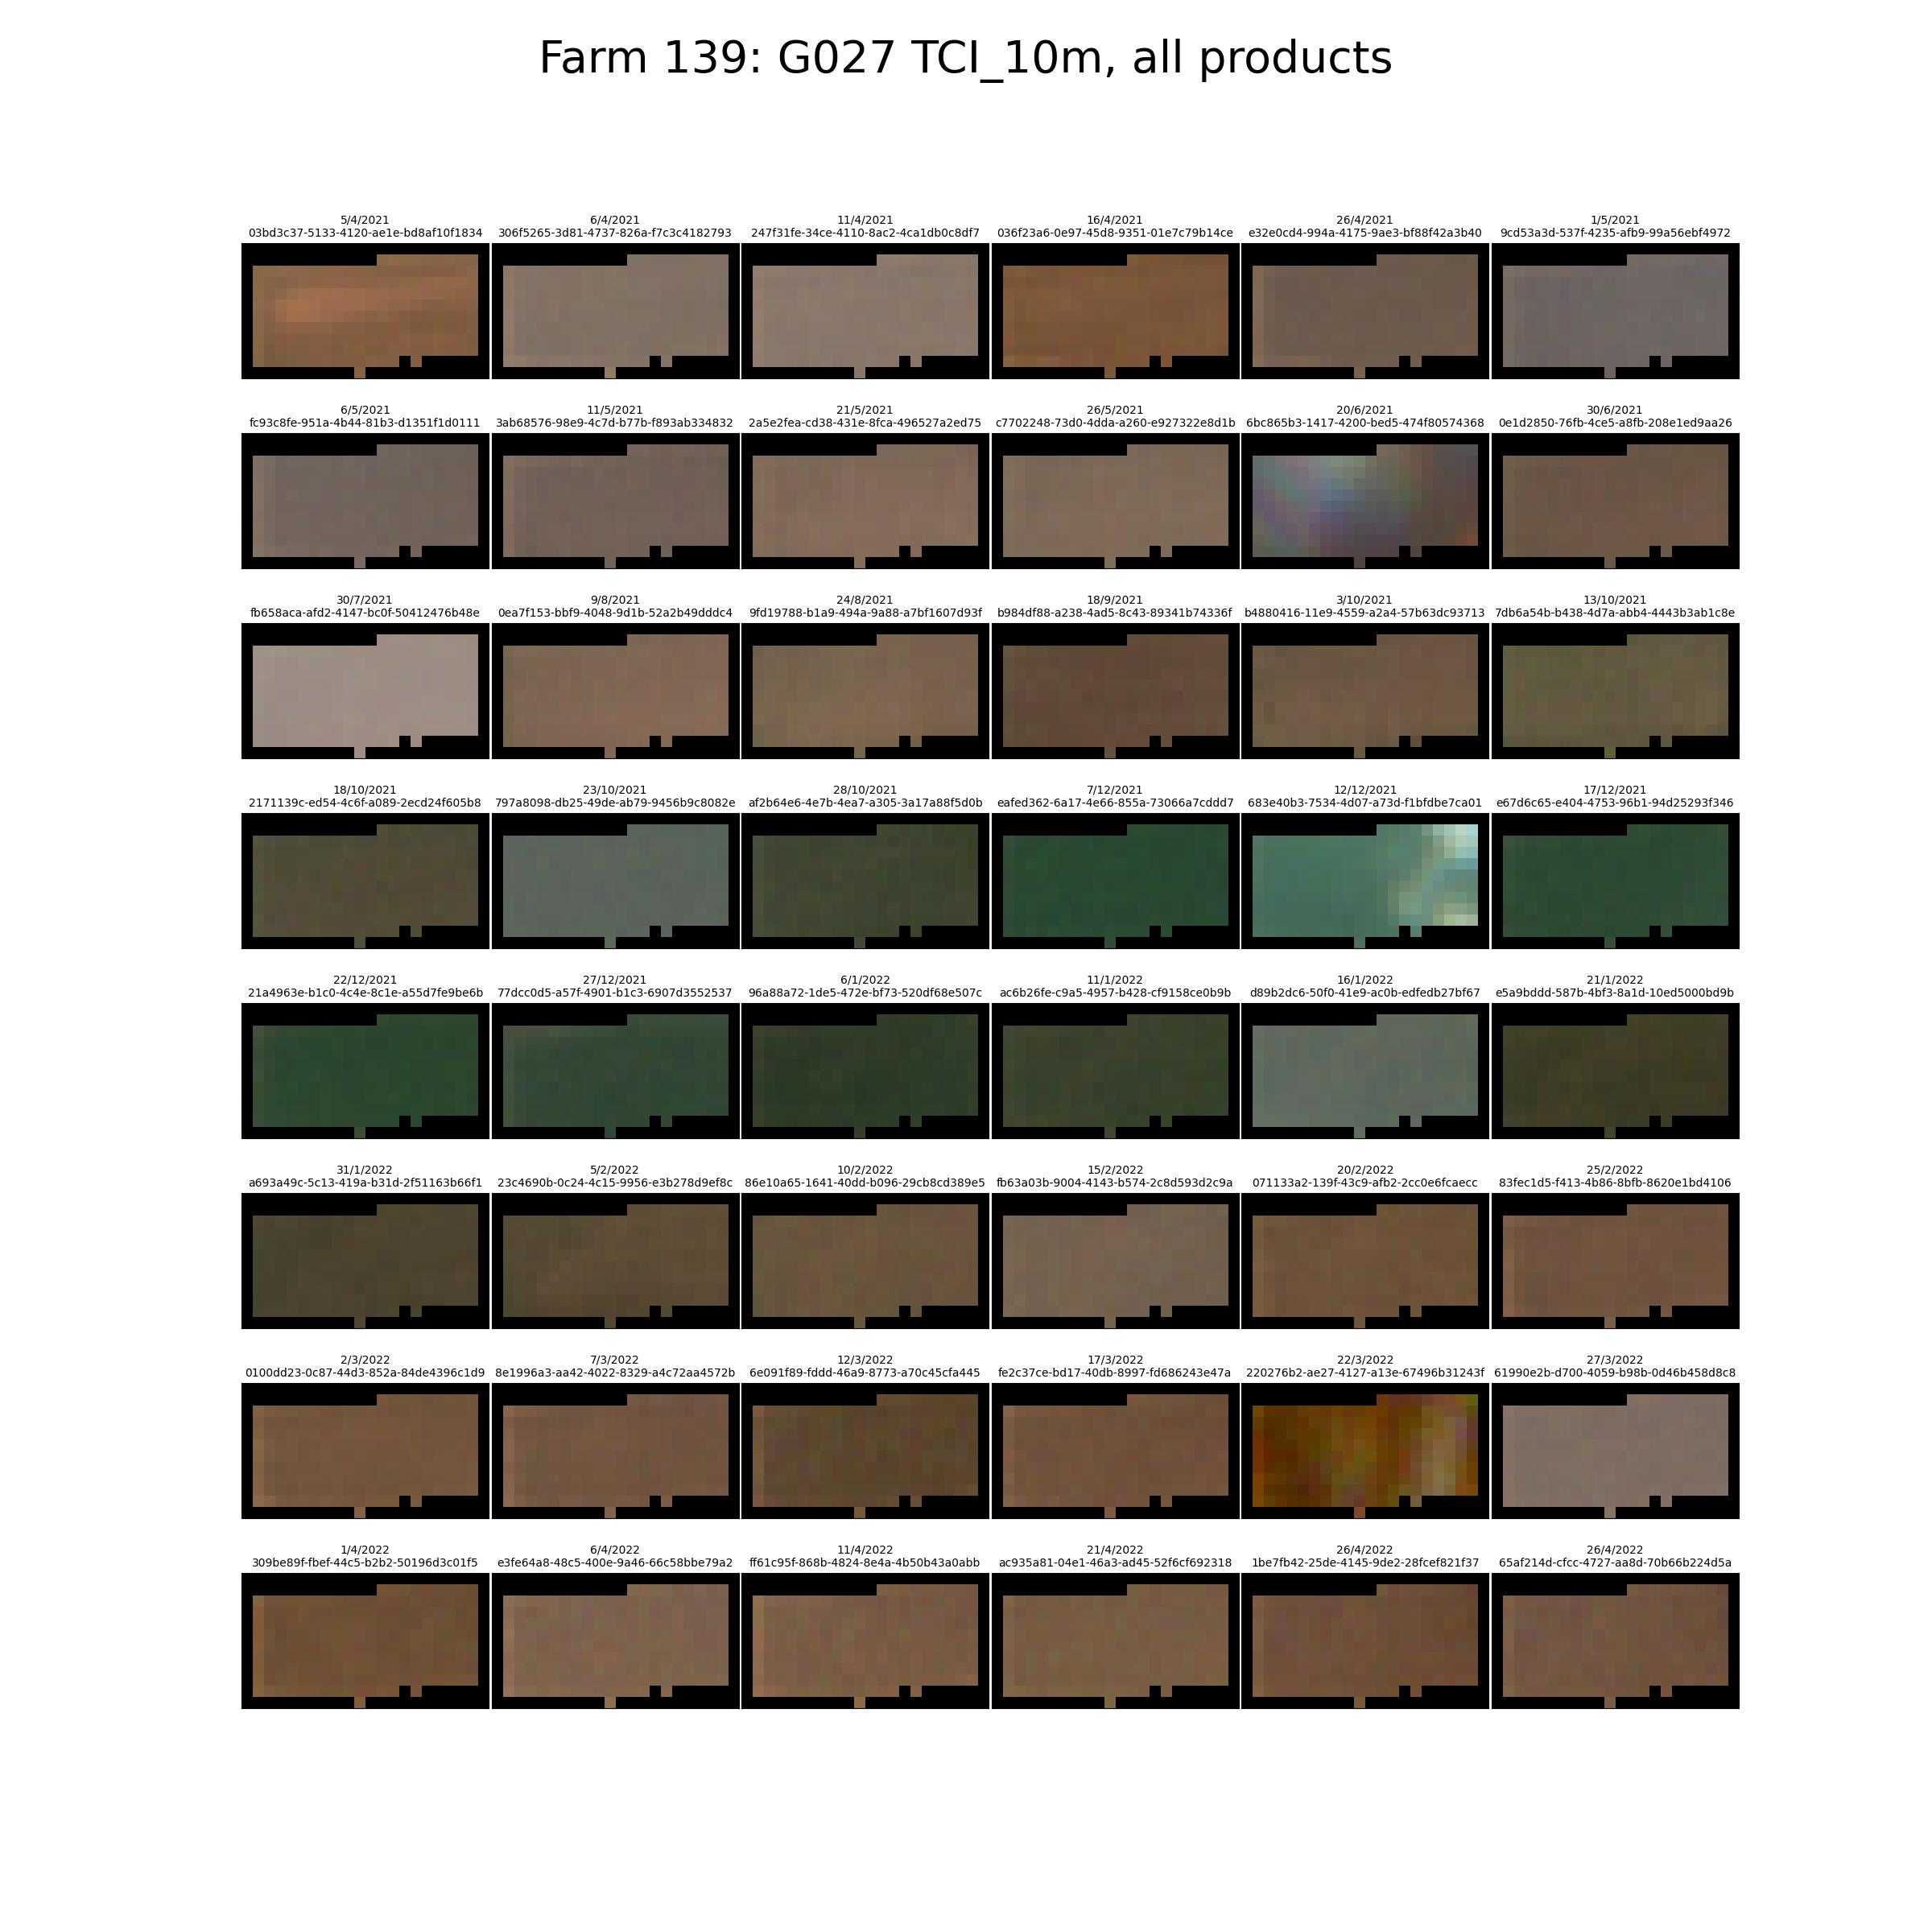 Farm 139: G027 TCI_10m, all products
5/4/2021 6/4/2021 11/4/2021 16/4/2021 26/4/2021 1/5/2021
03bd3c37-5133-4120-ae1e-bd8af10f1834 306f5265-3d81-4737-826a-f7c3c4182793 247f31fe-34ce-4110-8ac2-4ca1db0c8df7 036f23a6-0e97-45d8-9351-01e7c79b14ce e32e0cd4-994a-4175-9ae3-bf88f42a3b40 9cd53a3d-537f-4235-afb9-99a56ebf4972
6/5/2021 11/5/2021 21/5/2021 26/5/2021 20/6/2021 30/6/2021
fc93c8fe-951a-4b44-81b3-d1351f1d0111 3ab68576-98e9-4c7d-b77b-f893ab334832 2a5e2fea-cd38-431e-8fca-496527a2ed75 c7702248-73d0-4dda-a260-e927322e8d1b 6bc865b3-1417-4200-bed5-474f80574368 0e1d2850-76fb-4ce5-a8fb-208e1ed9aa26
30/7/2021 9/8/2021 24/8/2021 18/9/2021 3/10/2021 13/10/2021
fb658aca-afd2-4147-bc0f-50412476b48e 0ea7f153-bbf9-4048-9d1b-52a2b49dddc4 9fd19788-b1a9-494a-9a88-a7bf1607d93f b984df88-a238-4ad5-8c43-89341b74336f b4880416-11e9-4559-a2a4-57b63dc93713 7db6a54b-b438-4d7a-abb4-4443b3ab1c8e
18/10/2021 23/10/2021 28/10/2021 7/12/2021 12/12/2021 17/12/2021
2171139c-ed54-4c6f-a089-2ecd24f605b8 797a8098-db25-49de-ab79-9456b9c8082e af2b64e6-4e7b-4ea7-a305-3a17a88f5d0b eafed362-6a17-4e66-855a-73066a7cddd7 683e40b3-7534-4d07-a73d-f1bfdbe7ca01 e67d6c65-e404-4753-96b1-94d25293f346
22/12/2021 27/12/2021 6/1/2022 11/1/2022 16/1/2022 21/1/2022
21a4963e-b1c0-4c4e-8c1e-a55d7fe9be6b 77dcc0d5-a57f-4901-b1c3-6907d3552537 96a88a72-1de5-472e-bf73-520df68e507c ac6b26fe-c9a5-4957-b428-cf9158ce0b9b d89b2dc6-50f0-41e9-ac0b-edfedb27bf67 e5a9bddd-587b-4bf3-8a1d-10ed5000bd9b
31/1/2022 5/2/2022 10/2/2022 15/2/2022 20/2/2022 25/2/2022
a693a49c-5c13-419a-b31d-2f51163b66f1 23c4690b-0c24-4c15-9956-e3b278d9ef8c 86e10a65-1641-40dd-b096-29cb8cd389e5 fb63a03b-9004-4143-b574-2c8d593d2c9a 071133a2-139f-43c9-afb2-2cc0e6fcaecc 83fec1d5-f413-4b86-8bfb-8620e1bd4106
2/3/2022 7/3/2022 12/3/2022 17/3/2022 22/3/2022 27/3/2022
0100dd23-0c87-44d3-852a-84de4396c1d9 8e1996a3-aa42-4022-8329-a4c72aa4572b 6e091f89-fddd-46a9-8773-a70c45cfa445 fe2c37ce-bd17-40db-8997-fd686243e47a 220276b2-ae27-4127-a13e-67496b31243f 61990e2b-d700-4059-b98b-0d46b458d8c8
1/4/2022 6/4/2022 11/4/2022 21/4/2022 26/4/2022 26/4/2022
309be89f-fbef-44c5-b2b2-50196d3c01f5 e3fe64a8-48c5-400e-9a46-66c58bbe79a2 ff61c95f-868b-4824-8e4a-4b50b43a0abb ac935a81-04e1-46a3-ad45-52f6cf692318 1be7fb42-25de-4145-9de2-28fcef821f37 65af214d-cfcc-4727-aa8d-70b66b224d5a